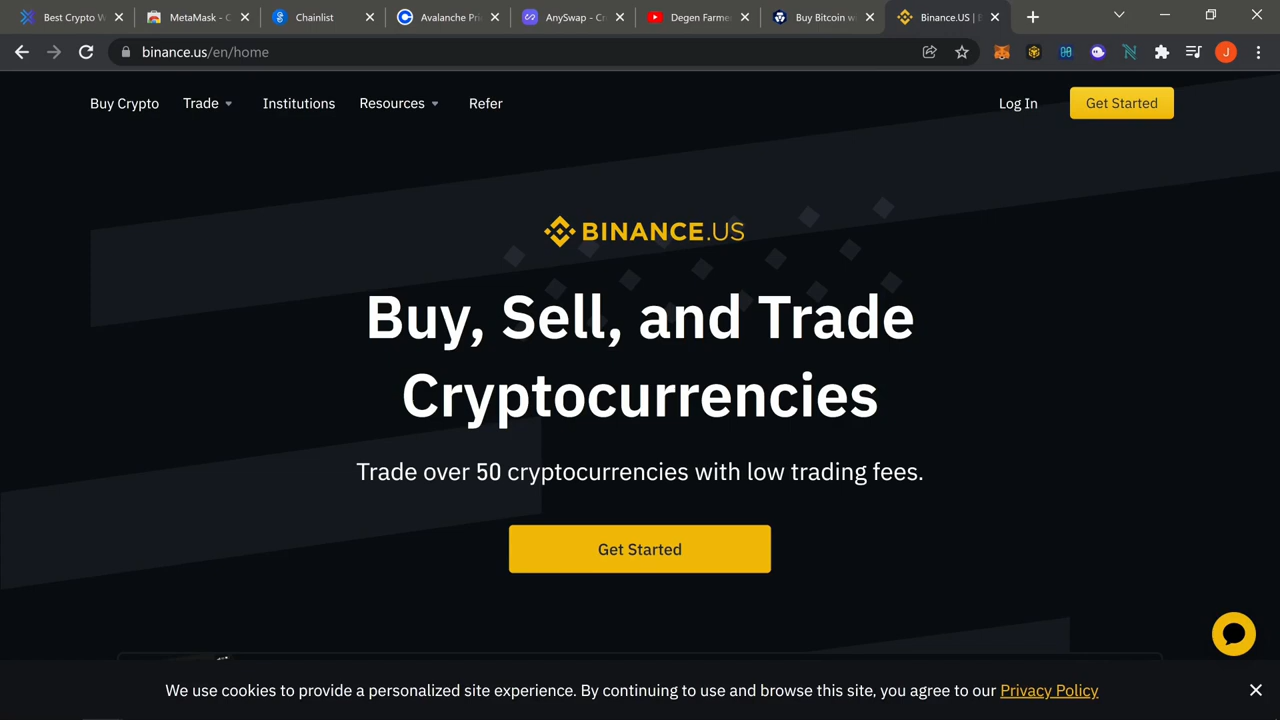 Best Crypto W
MetaMask - C
Chainlist
Avalanche Pri
AnySwap - Cr
Degen Farmer
Buy Bitcoin w
Binance.US | B
binance.us/en/home
J
Buy Crypto
Trade
Institutions
Resources
Refer
Log In
Get Started
BINANCE.US
Buy, Sell, and Trade
Cryptocurrencies
Trade over 50 cryptocurrencies with low trading fees.
Get Started
We use cookies to provide a personalized site experience. By continuing to use and browse this site, you agree to our Privacy Policy